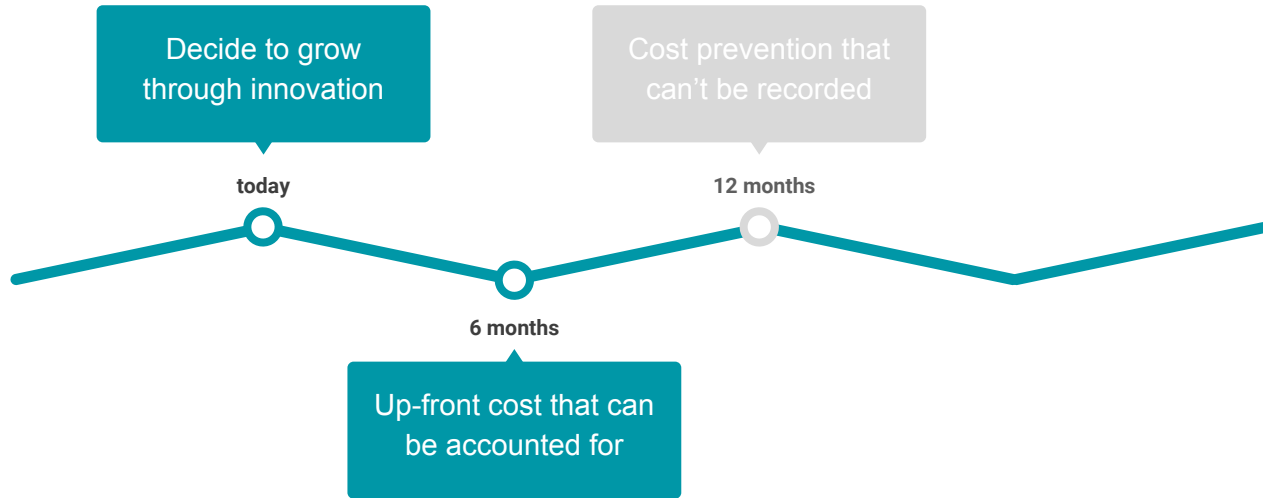 Decide to grow
through innovation
today
6 months
Up-front cost that can
be accounted for
Cost prevention that
can’t be recorded
12 months